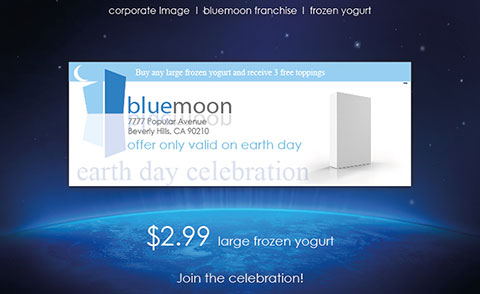 corporate Image | bluemoon franchise | frozen yogurt
Buy any large frozen yogurt and receive 3 free toppings
bluemoon
7777 Popular Avenue
Beverly Hills, CA 90210
offer only valid on earth day
earth day celebration
$2.99 large frozen yogurt
Join the celebration!